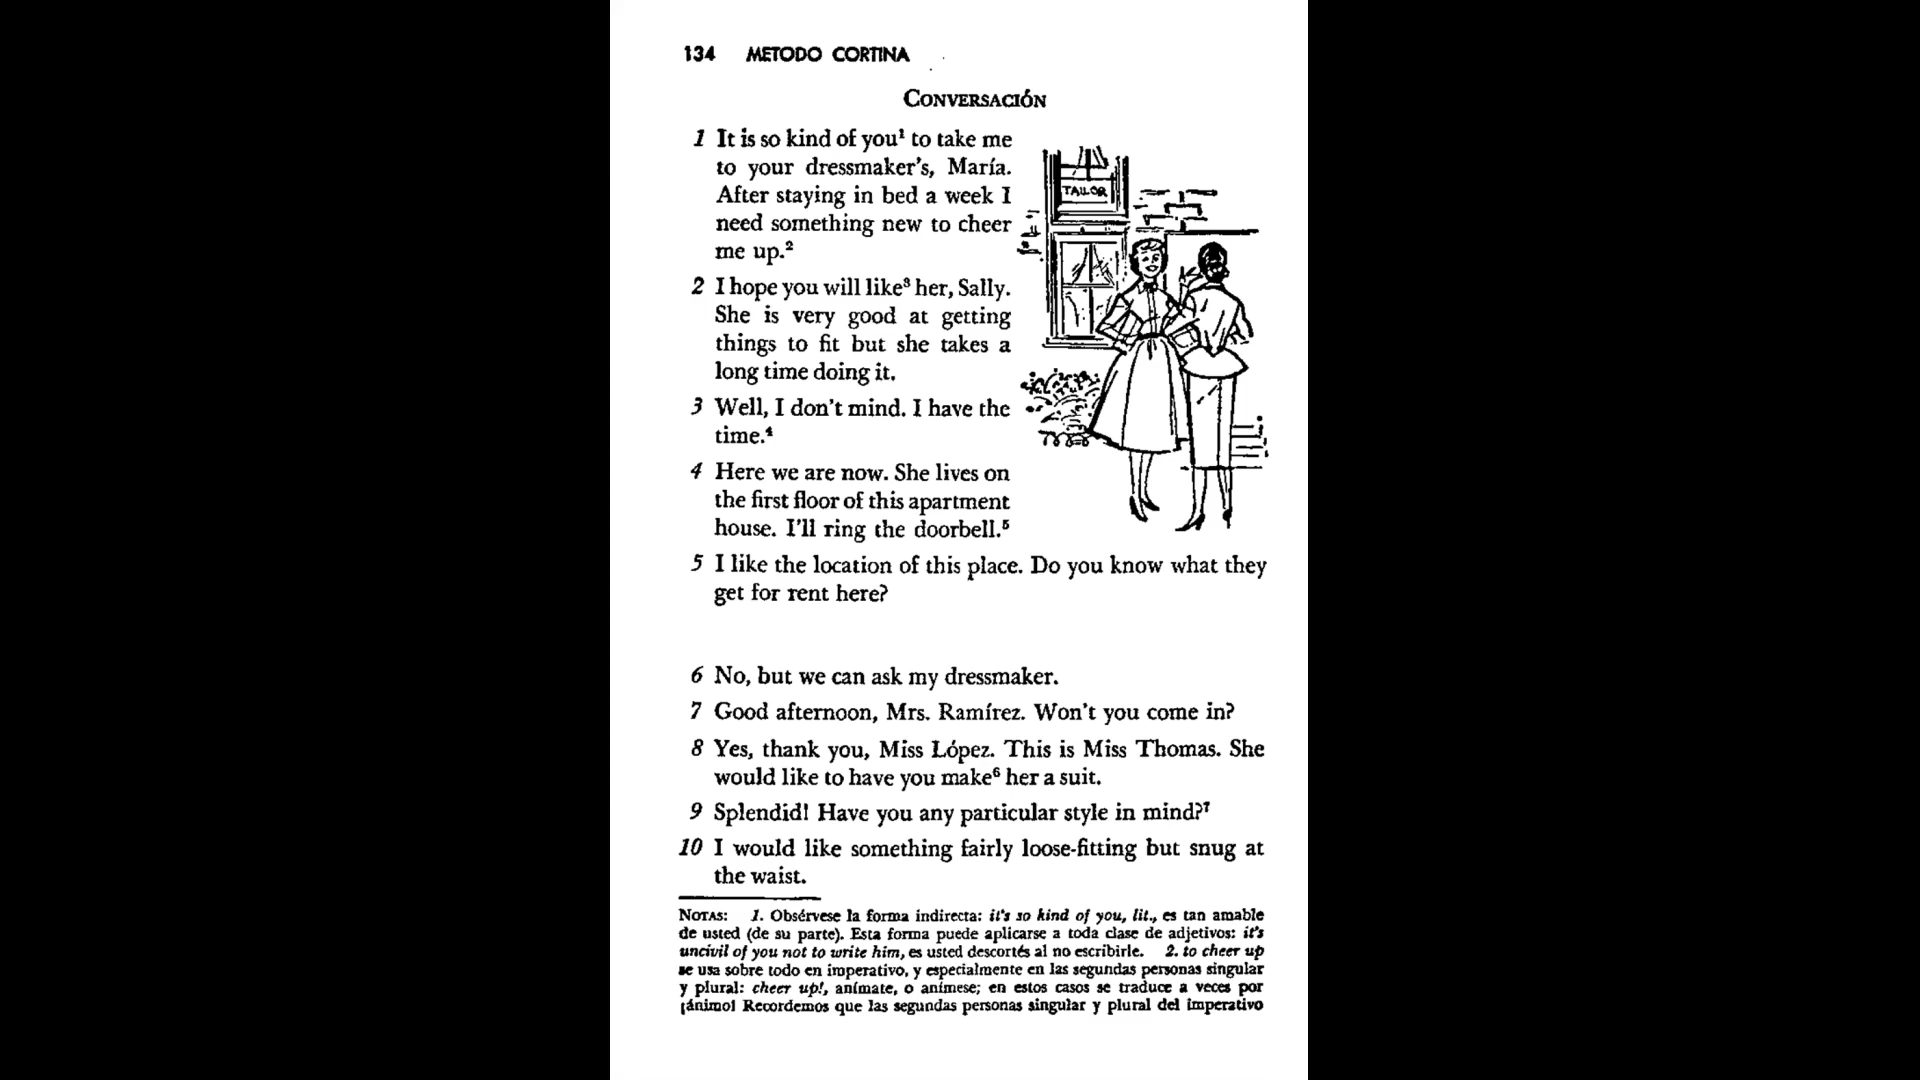 134 METODO CORTINA
CONVERSACIÓN
1 It is so kind of you¹ to take me
to your dressmaker's, María.
After staying in bed a week I
need something new to cheer
me up.²
2 I hope you will like³ her, Sally.
She is very good at getting
things to fit but she takes a
long time doing it.
3 Well, I don't mind. I have the
time.⁴
4 Here we are now. She lives on
the first floor of this apartment
house. I'll ring the doorbell.⁵
TAILOR
5 I like the location of this place. Do you know what they
get for rent here?
6 No, but we can ask my dressmaker.
7 Good afternoon, Mrs. Ramírez. Won't you come in?
8 Yes, thank you, Miss López. This is Miss Thomas. She
would like to have you make⁶ her a suit.
9 Splendid! Have you any particular style in mind?⁷
10 I would like something fairly loose-fitting but snug at
the waist.
NOTAS: 1. Obsérvese la forma indirecta: it's so kind of you, lit., es tan amable
de usted (de su parte). Esta forma puede aplicarse a toda clase de adjetivos: it's
uncivil of you not to write him, es usted descortés al no escribirle. 2. to cheer up
se usa sobre todo en imperativo, y especialmente en las segundas personas singular
y plural: cheer up!, anímate, o anímese; en estos casos se traduce a veces por
¡ánimo! Recordemos que las segundas personas singular y plural del imperativo